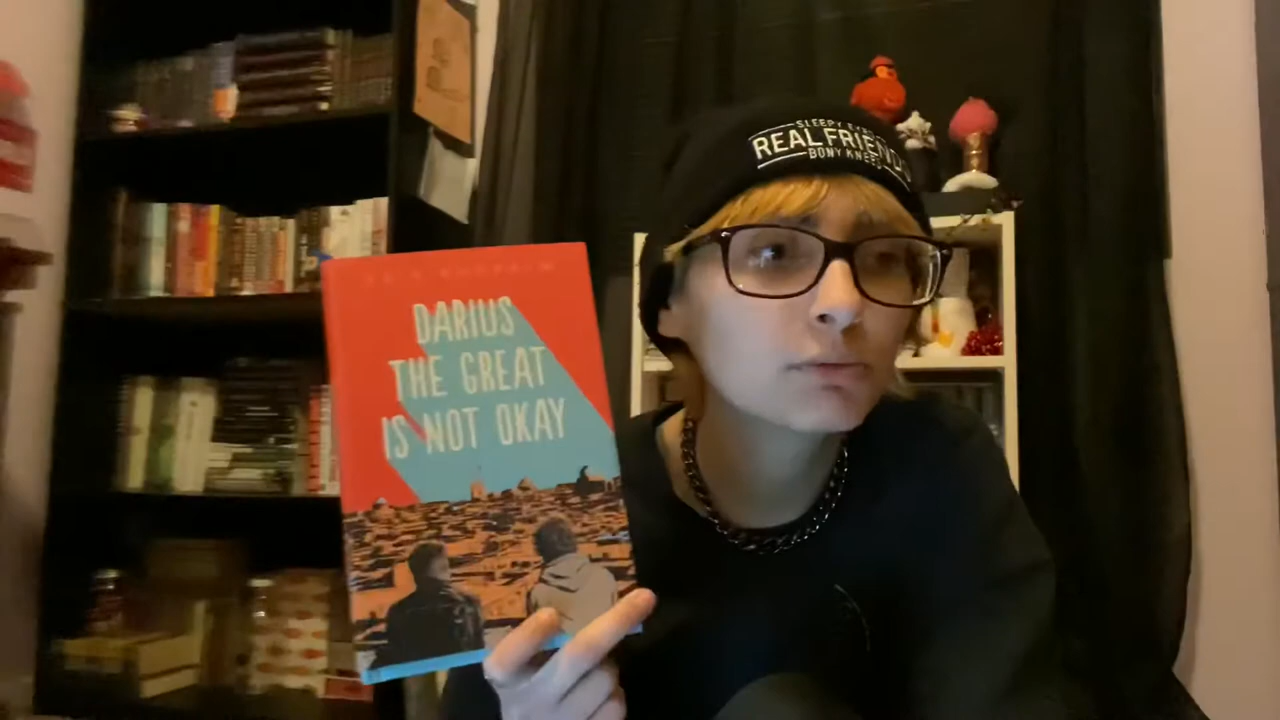 DARIUS
THE GREAT
IS NOT OKAY
REAL FRIENDS
BONY KNEES